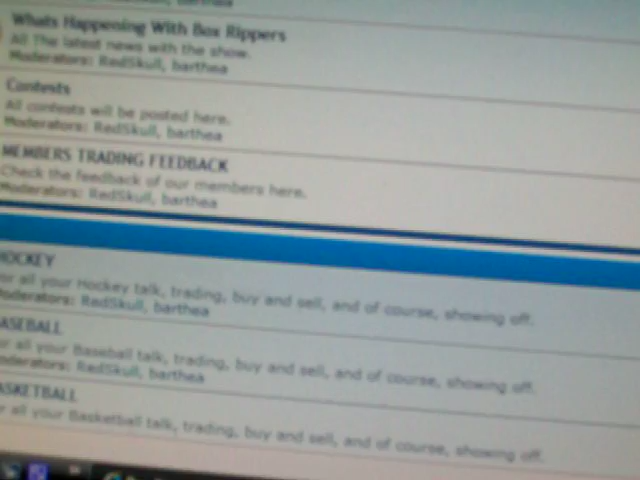 barthea
Whats Happening With Box Rippers
All The latest news with the show.
Moderators: RedSkull, barthea
Contests
All contests will be posted here.
Moderators: RedSkull, barthea
MEMBERS TRADING FEEDBACK
Check the feedback of our members here.
Moderators: RedSkull, barthea
HOCKEY
or all your Hockey talk, trading, buy and sell, and of course, showing off.
Moderators: RedSkull, barthea
ASEBALL
or all your Baseball talk, trading, buy and sell, and of course, showing off.
oderators: RedSkull, barthea
ASKETBALL
r all your Basketball talk, trading, buy and sell, and of course, showing off.